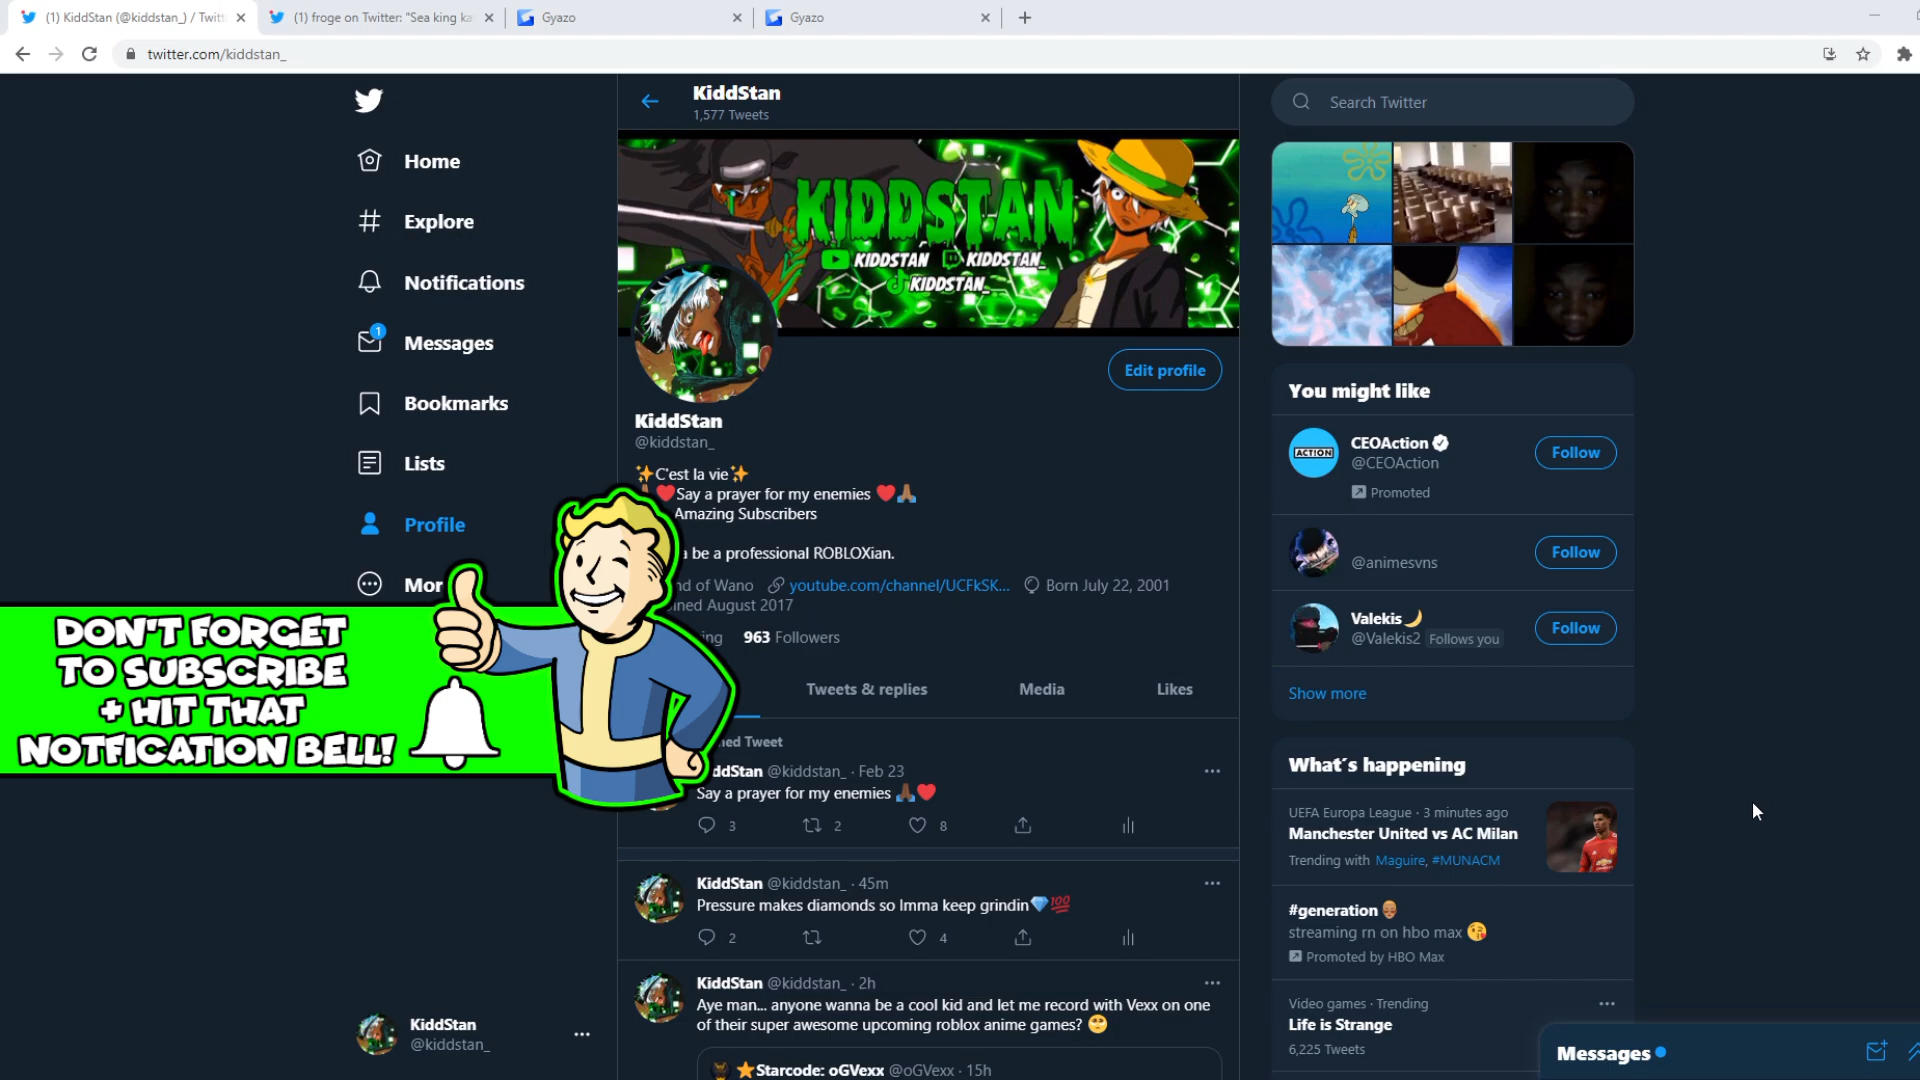 (1) KiddStan (@kiddstan_) / Twitt
(1) froge on Twitter: "Sea king ka
Gyazo
Gyazo
twitter.com/kiddstan_
Home
Explore
Notifications
1
Messages
Bookmarks
Lists
Profile
Mor
KiddStan
@kiddstan_
KiddStan
1,577 Tweets
KIDDSTAN
KIDDSTAN KIDDSTAN_
KIDDSTAN_
Edit profile
KiddStan
@kiddstan_
✨C'est la vie✨
❤️Say a prayer for my enemies ❤️🙏🏾
Amazing Subscribers
a be a professional ROBLOXian.
nd of Wano youtube.com/channel/UCFkSK... Born July 22, 2001
ined August 2017
ing 963 Followers
Tweets & replies Media Likes
ned Tweet
ddStan @kiddstan_ · Feb 23
Say a prayer for my enemies 🙏🏾❤️
3 2 8
KiddStan @kiddstan_ · 45m
Pressure makes diamonds so Imma keep grindin💎💯
2 4
KiddStan @kiddstan_ · 2h
Aye man... anyone wanna be a cool kid and let me record with Vexx on one
of their super awesome upcoming roblox anime games? 🥺
⭐Starcode: oGVexx @oGVexx · 15h
DON'T FORGET
TO SUBSCRIBE
+ HIT THAT
NOTFICATION BELL!
Search Twitter
You might like
ACTION
CEOAction
@CEOAction
Follow
Promoted
@animesvns
Follow
Valekis🌙
@Valekis2 Follows you
Follow
Show more
What's happening
UEFA Europa League · 3 minutes ago
Manchester United vs AC Milan
Trending with Maguire, #MUNACM
#generation
streaming rn on hbo max 😘
Promoted by HBO Max
Video games · Trending
Life is Strange
6,225 Tweets
Messages